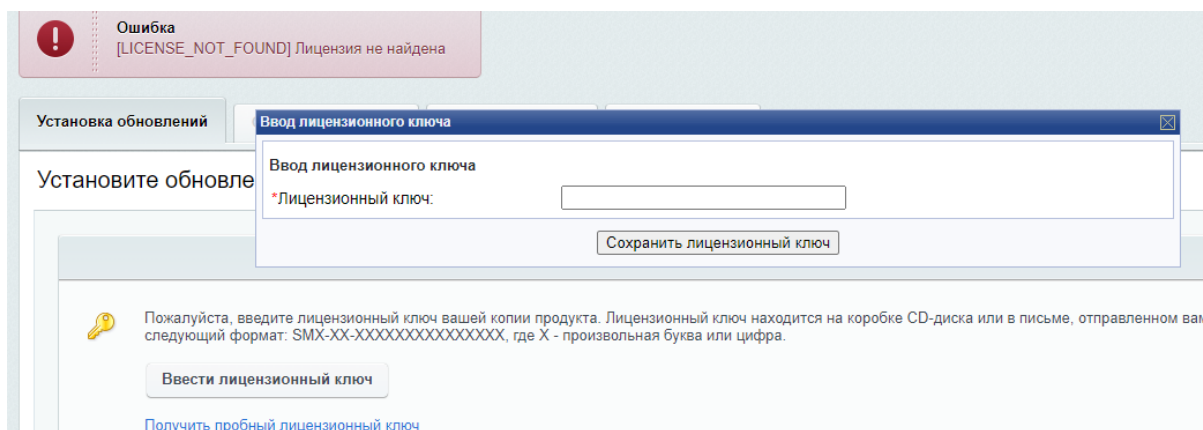 Ошибка
[LICENSE_NOT_FOUND] Лицензия не найдена
Установка обновлений
Ввод лицензионного ключа
Ввод лицензионного ключа
*Лицензионный ключ:
Сохранить лицензионный ключ
Установите обновле
Пожалуйста, введите лицензионный ключ вашей копии продукта. Лицензионный ключ находится на коробке CD-диска или в письме, отправленном вам
следующий формат: SMX-XX-XXXXXXXXXXXXXXX, где X - произвольная буква или цифра.
Ввести лицензионный ключ
Получить пробный лицензионный ключ